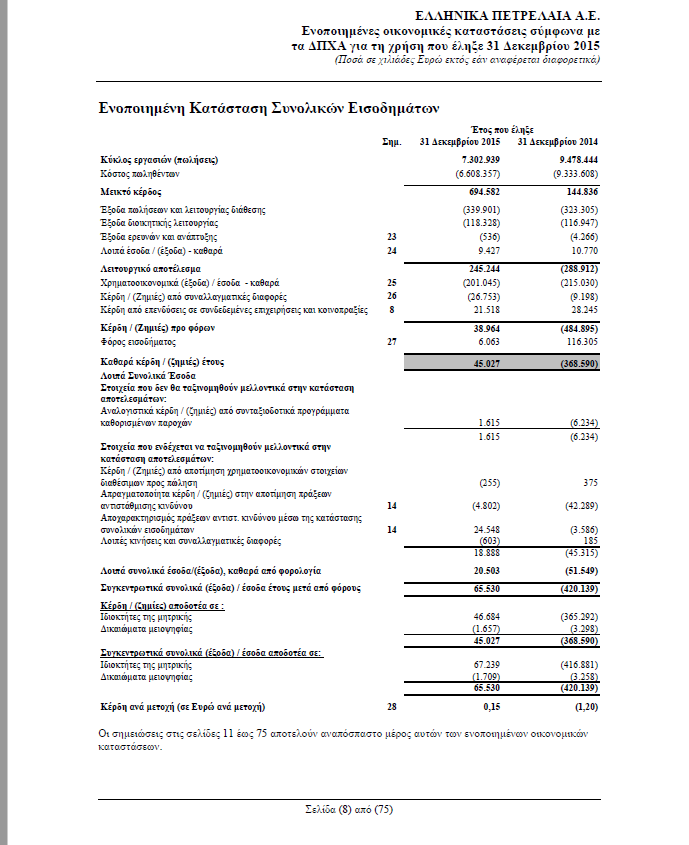 ΕΛΛΗΝΙΚΑ ΠΕΤΡΕΛΑΙΑ Α.Ε.
Ενοποιημένες οικονομικές καταστάσεις σύμφωνα με
τα ΔΠΧΑ για τη χρήση που έληξε 31 Δεκεμβρίου 2015
(Ποσά σε χιλιάδες Ευρώ εκτός εάν αναφέρεται διαφορετικά)
Ενοποιημένη Κατάσταση Συνολικών Εισοδημάτων
Έτος που έληξε
Σημ. 31 Δεκεμβρίου 2015 31 Δεκεμβρίου 2014
Κύκλος εργασιών (πωλήσεις) 7.302.939 9.478.444
Κόστος πωληθέντων (6.608.357) (9.333.608)
Μεικτό κέρδος 694.582 144.836
Έξοδα πωλήσεων και λειτουργίας διάθεσης (339.901) (323.305)
Έξοδα διοικητικής λειτουργίας (118.328) (116.947)
Έξοδα ερευνών και ανάπτυξης 23 (536) (4.266)
Λοιπά έσοδα / (έξοδα) - καθαρά 24 9.427 10.770
Λειτουργικό αποτέλεσμα 245.244 (288.912)
Χρηματοοικονομικά (έξοδα) / έσοδα - καθαρά 25 (201.045) (215.030)
Κέρδη / (Ζημιές) από συναλλαγματικές διαφορές 26 (26.753) (9.198)
Κέρδη από επενδύσεις σε συνδεδεμένες επιχειρήσεις και κοινοπραξίες 8 21.518 28.245
Κέρδη / (Ζημιές) προ φόρων 38.964 (484.895)
Φόρος εισοδήματος 27 6.063 116.305
Καθαρά κέρδη / (ζημιές) έτους 45.027 (368.590)
Λοιπά Συνολικά Έσοδα
Στοιχεία που δεν θα ταξινομηθούν μελλοντικά στην κατάσταση
αποτελεσμάτων:
Αναλογιστικά κέρδη / (ζημιές) από συνταξιοδοτικά προγράμματα
καθορισμένων παροχών 1.615 (6.234)
1.615 (6.234)
Στοιχεία που ενδέχεται να ταξινομηθούν μελλοντικά στην
κατάσταση αποτελεσμάτων:
Κέρδη / (Ζημιές) από αποτίμηση χρηματοοικονομικών στοιχείων
διαθέσιμων προς πώληση (255) 375
Απραγματοποίητα κέρδη / (ζημιές) στην αποτίμηση πράξεων
αντιστάθμισης κινδύνου 14 (4.802) (42.289)
Αποχαρακτηρισμός πράξεων αντιστ. κινδύνου μέσω της κατάστασης
συνολικών εισοδημάτων 14 24.548 (3.586)
Λοιπές κινήσεις και συναλλαγματικές διαφορές (603) 185
18.888 (45.315)
Λοιπά συνολικά έσοδα/(έξοδα), καθαρά από φορολογία 20.503 (51.549)
Συγκεντρωτικά συνολικά (έξοδα) / έσοδα έτους μετά από φόρους 65.530 (420.139)
Κέρδη / (ζημίες) αποδοτέα σε :
Ιδιοκτήτες της μητρικής 46.684 (365.292)
Δικαιώματα μειοψηφίας (1.657) (3.298)
45.027 (368.590)
Συγκεντρωτικά συνολικά (έξοδα) / έσοδα αποδοτέα σε:
Ιδιοκτήτες της μητρικής 67.239 (416.881)
Δικαιώματα μειοψηφίας (1.709) (3.258)
65.530 (420.139)
Κέρδη ανά μετοχή (σε Ευρώ ανά μετοχή) 28 0,15 (1,20)
Οι σημειώσεις στις σελίδες 11 έως 75 αποτελούν αναπόσπαστο μέρος αυτών των ενοποιημένων οικονομικών
καταστάσεων.
Σελίδα (8) από (75)